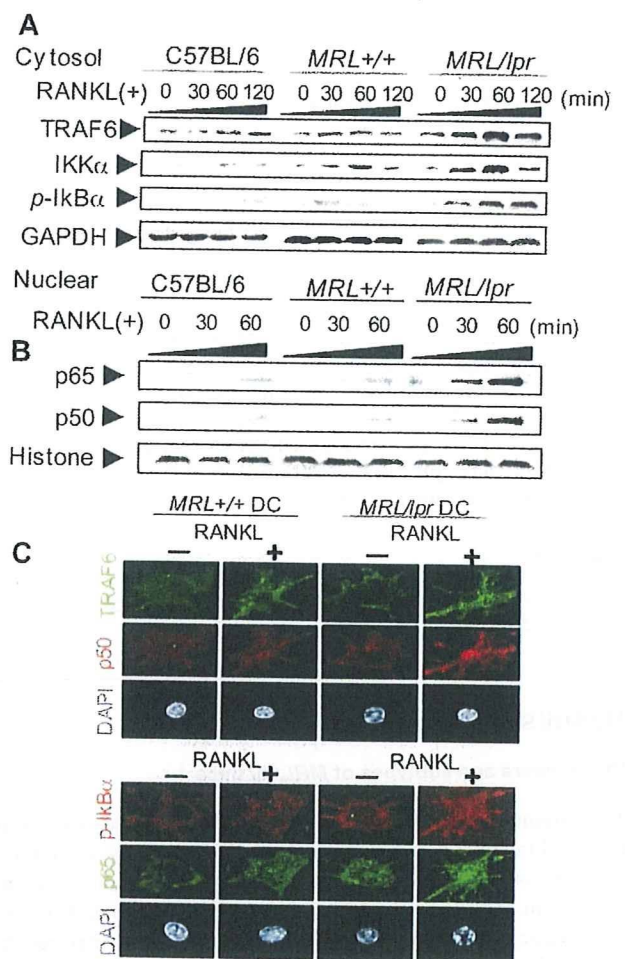 A
Cytosol C57BL/6 MRL+/+ MRL/lpr
RANKL(+) 0 30 60 120 0 30 60 120 0 30 60 120 (min)
TRAF6
IKKα
p-IkBα
GAPDH
Nuclear C57BL/6 MRL+/+ MRL/lpr
RANKL(+) 0 30 60 0 30 60 0 30 60 (min)
B
p65
p50
Histone
MRL+/+ DC MRL/lpr DC
RANKL RANKL
C
− + − +
TRAF6
p50
DAPI
RANKL RANKL
− + − +
p-IkBα
p65
DAPI